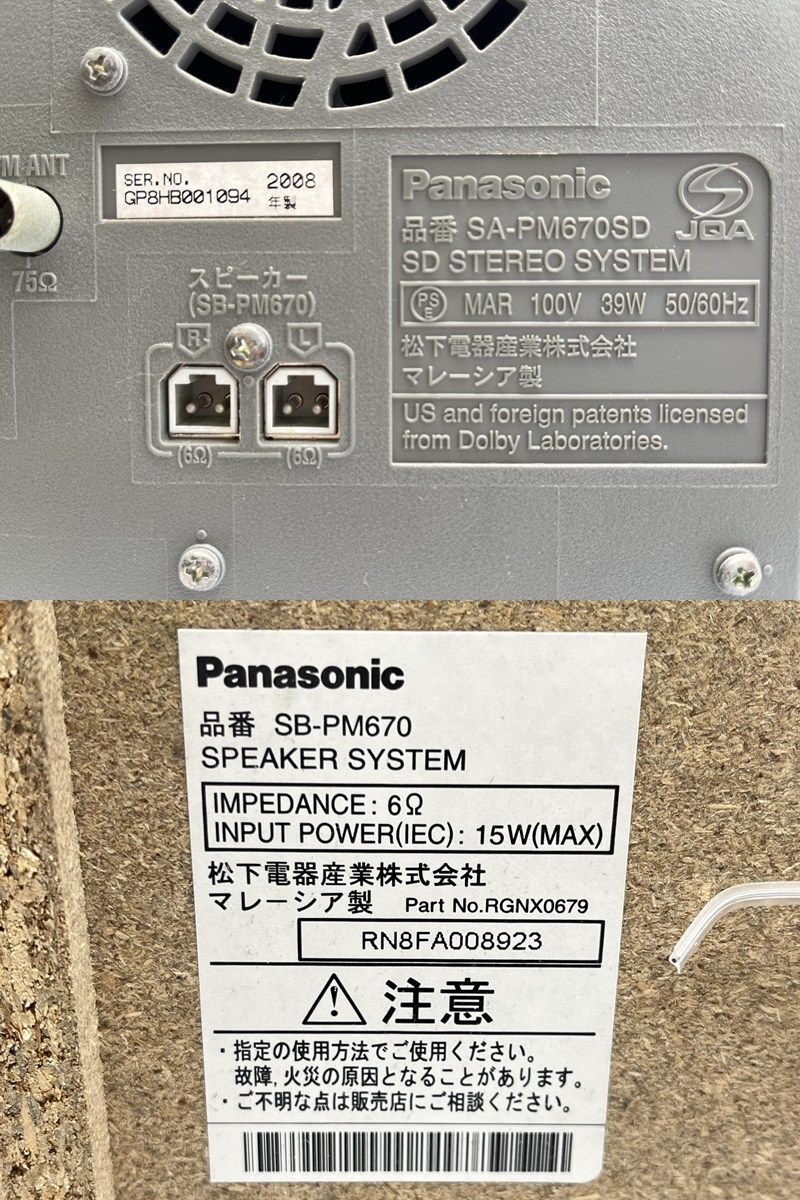 FM ANT
75Ω
SER.NO. 2008
GP8HB001094 年製
スピーカー
(SB-PM670)
R L
(6Ω) (6Ω)
Panasonic
品番 SA-PM670SD JQA
SD STEREO SYSTEM
PSE MAR 100V 39W 50/60Hz
松下電器産業株式会社
マレーシア製
US and foreign patents licensed
from Dolby Laboratories.
Panasonic
品番 SB-PM670
SPEAKER SYSTEM
IMPEDANCE: 6Ω
INPUT POWER(IEC): 15W(MAX)
松下電器産業株式会社
マレーシア製 Part No.RGNX0679
RN8FA008923
注意
・指定の使用方法でご使用ください。
故障,火災の原因となることがあります。
・ご不明な点は販売店にご相談ください。